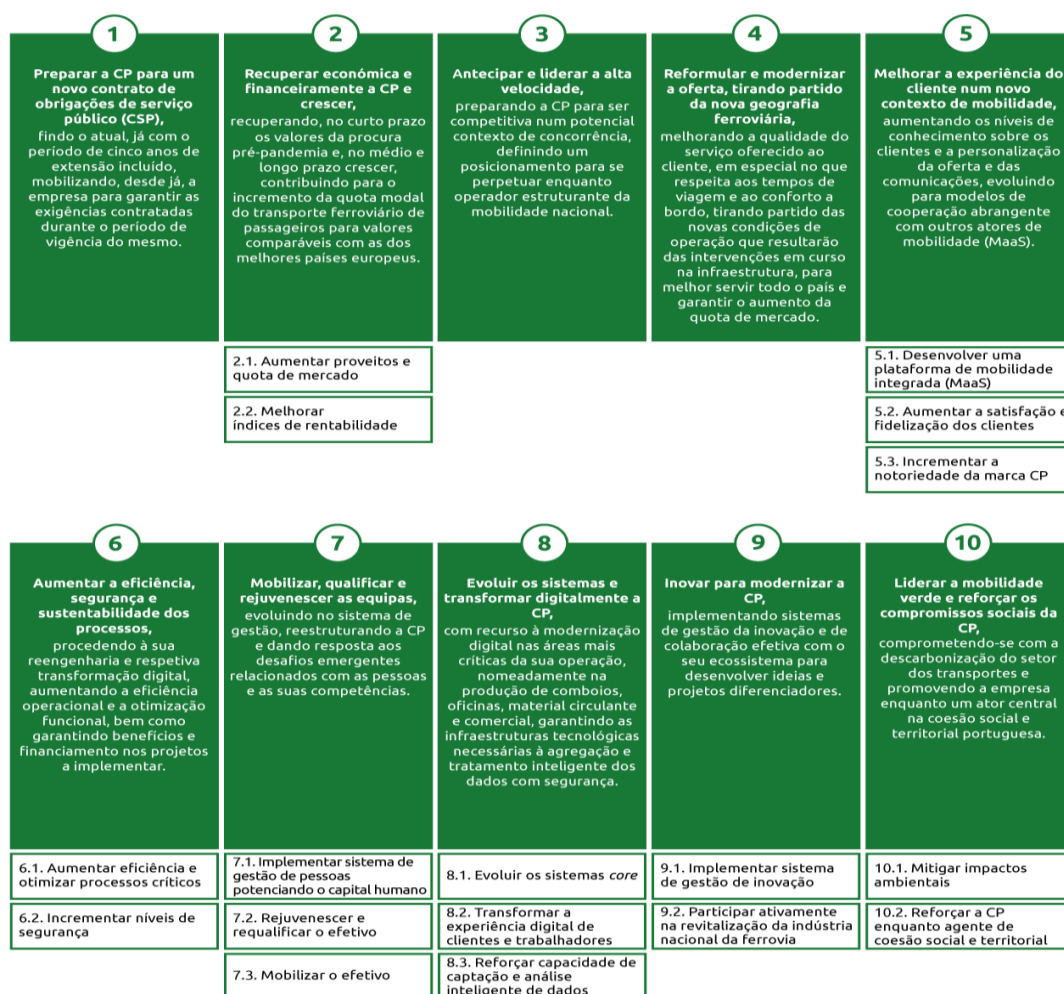 1
Preparar a CP para um
novo contrato de
obrigações de serviço
público (CSP),
findo o atual, já com o
período de cinco anos de
extensão incluído,
mobilizando, desde já, a
empresa para garantir as
exigências contratadas
durante o período de
vigência do mesmo.
2
Recuperar económica e
financeiramente a CP e
crescer,
recuperando, no curto prazo
os valores da procura
pré-pandemia e, no médio e
longo prazo crescer,
contribuindo para o
incremento da quota modal
do transporte ferroviário de
passageiros para valores
comparáveis com as dos
melhores países europeus.
2.1. Aumentar proveitos e
quota de mercado
2.2. Melhorar
índices de rentabilidade
3
Antecipar e liderar a alta
velocidade,
preparando a CP para ser
competitiva num potencial
contexto de concorrência,
definindo um
posicionamento para se
perpetuar enquanto
operador estruturante da
mobilidade nacional.
4
Reformular e modernizar
a oferta, tirando partido
da nova geografia
ferroviária,
melhorando a qualidade do
serviço oferecido ao
cliente, em especial no que
respeita aos tempos de
viagem e ao conforto a
bordo, tirando partido das
novas condições de
operação que resultarão
das intervenções em curso
na infraestrutura, para
melhor servir todo o país e
garantir o aumento da
quota de mercado.
5
Melhorar a experiência do
cliente num novo
contexto de mobilidade,
aumentando os níveis de
conhecimento sobre os
clientes e a personalização
da oferta e das
comunicações, evoluindo
para modelos de
cooperação abrangente
com outros atores de
mobilidade (MaaS).
5.1. Desenvolver uma
plataforma de mobilidade
integrada (MaaS)
5.2. Aumentar a satisfação e
fidelização dos clientes
5.3. Incrementar a
notoriedade da marca CP
6
Aumentar a eficiência,
segurança e
sustentabilidade dos
processos,
procedendo à sua
reengenharia e respetiva
transformação digital,
aumentando a eficiência
operacional e a otimização
funcional, bem como
garantindo benefícios e
financiamento nos projetos
a implementar.
6.1. Aumentar eficiência e
otimizar processos críticos
6.2. Incrementar níveis de
segurança
7
Mobilizar, qualificar e
rejuvenescer as equipas,
evoluindo no sistema de
gestão, reestruturando a CP
e dando resposta aos
desafios emergentes
relacionados com as pessoas
e as suas competências.
7.1. Implementar sistema de
gestão de pessoas
potenciando o capital humano
7.2. Rejuvenescer e
requalificar o efetivo
7.3. Mobilizar o efetivo
8
Evoluir os sistemas e
transformar digitalmente a
CP,
com recurso à modernização
digital nas áreas mais
críticas da sua operação,
nomeadamente na
produção de comboios,
oficinas, material circulante
e comercial, garantindo as
infraestruturas tecnológicas
necessárias à agregação e
tratamento inteligente dos
dados com segurança.
8.1. Evoluir os sistemas core
8.2. Transformar a
experiência digital de
clientes e trabalhadores
8.3. Reforçar capacidade de
captação e análise
inteligente de dados
9
Inovar para modernizar a
CP,
implementando sistemas
de gestão da inovação e de
colaboração efetiva com o
seu ecossistema para
desenvolver ideias e
projetos diferenciadores.
9.1. Implementar sistema
de gestão de inovação
9.2. Participar ativamente
na revitalização da indústria
nacional da ferrovia
10
Liderar a mobilidade
verde e reforçar os
compromissos sociais da
CP,
comprometendo-se com a
descarbonização do setor
dos transportes e
promovendo a empresa
enquanto um ator central
na coesão social e
territorial portuguesa.
10.1. Mitigar impactos
ambientais
10.2. Reforçar a CP
enquanto agente de
coesão social e territorial